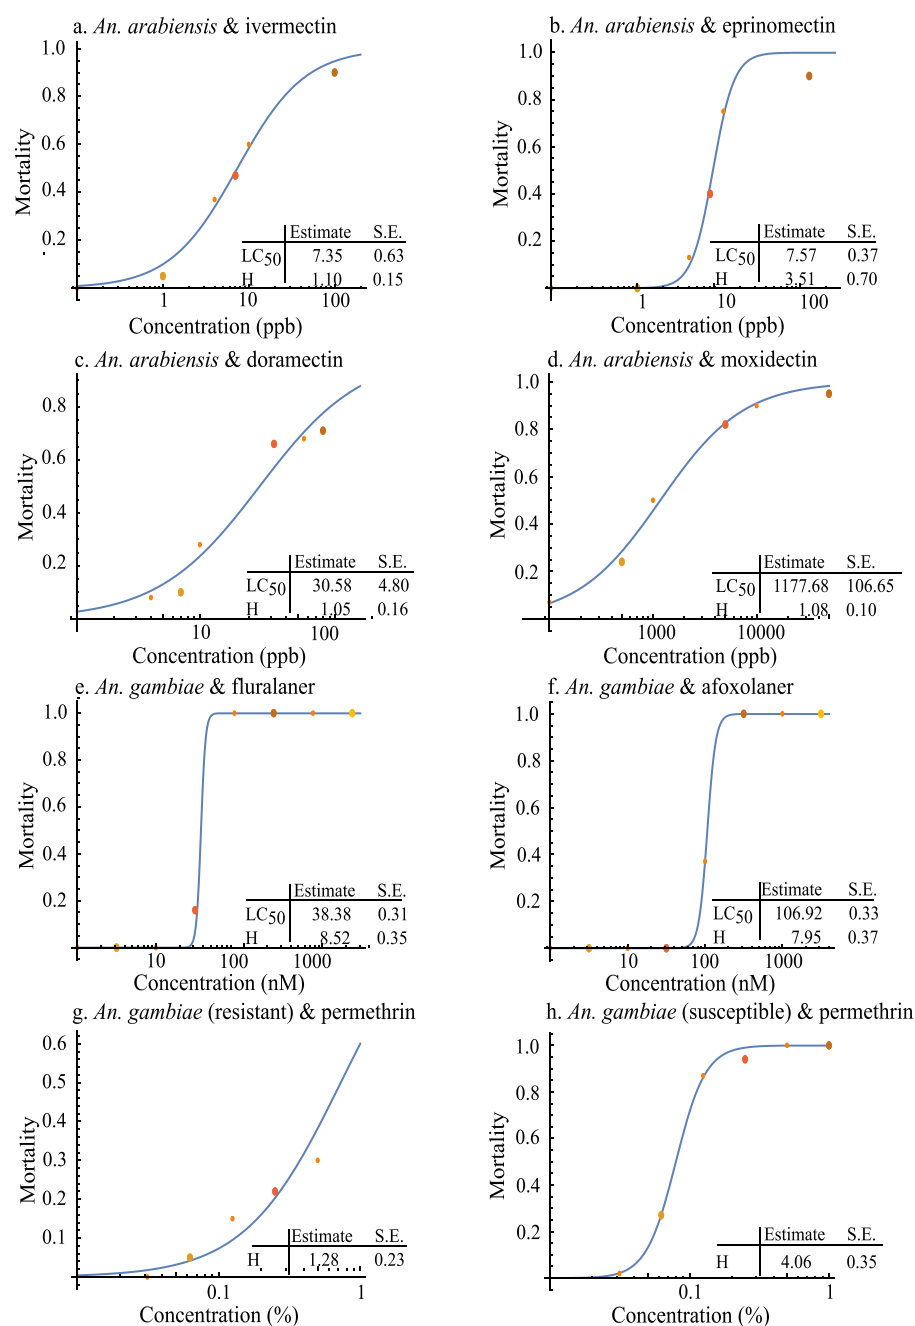 a. An. arabiensis & ivermectin
1.0
0.8
0.6
0.4
0.2
Mortality
Estimate S.E.
LC50 7.35 0.63
H 1.10 0.15
1 10 100
Concentration (ppb)
b. An. arabiensis & eprinomectin
1.0
0.8
0.6
0.4
0.2
Mortality
Estimate S.E.
LC50 7.57 0.37
H 3.51 0.70
1 10 100
Concentration (ppb)
c. An. arabiensis & doramectin
0.8
0.6
0.4
0.2
Mortality
Estimate S.E.
LC50 30.58 4.80
H 1.05 0.16
10 100
Concentration (ppb)
d. An. arabiensis & moxidectin
1.0
0.8
0.6
0.4
0.2
Mortality
Estimate S.E.
LC50 1177.68 106.65
H 1.08 0.10
1000 10000
Concentration (ppb)
e. An. gambiae & fluralaner
1.0
0.8
0.6
0.4
0.2
Mortality
Estimate S.E.
LC50 38.38 0.31
H 8.52 0.35
10 100 1000
Concentration (nM)
f. An. gambiae & afoxolaner
1.0
0.8
0.6
0.4
0.2
Mortality
Estimate S.E.
LC50 106.92 0.33
H 7.95 0.37
10 100 1000
Concentration (nM)
g. An. gambiae (resistant) & permethrin
0.6
0.5
0.4
0.3
0.2
0.1
Mortality
Estimate S.E.
H 1.28 0.23
0.1 1
Concentration (%)
h. An. gambiae (susceptible) & permethrin
1.0
0.8
0.6
0.4
0.2
Mortality
Estimate S.E.
H 4.06 0.35
0.1 1
Concentration (%)